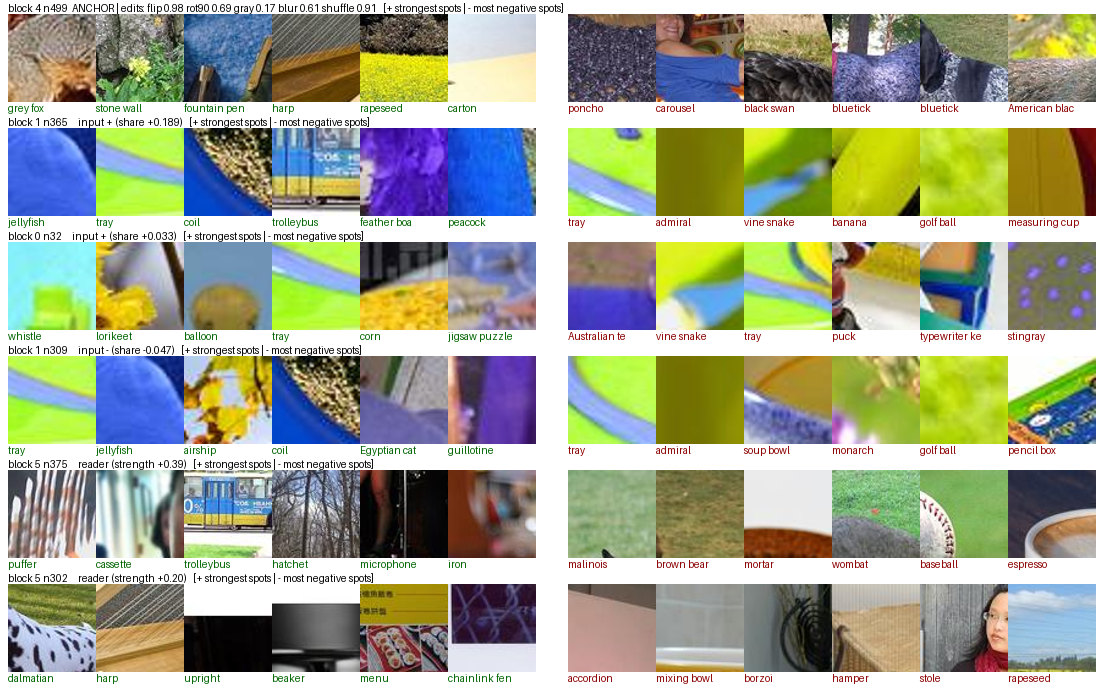 block 4 n499 ANCHOR | edits: flip 0.98 rot90 0.69 gray 0.17 blur 0.61 shuffle 0.91 [+ strongest spots | - most negative spots]
grey fox stone wall fountain pen harp rapeseed carton poncho carousel black swan bluetick bluetick American blac
block 1 n365 input + (share +0.189) [+ strongest spots | - most negative spots]
jellyfish tray coil trolleybus feather boa peacock tray admiral vine snake banana golf ball measuring cup
block 0 n32 input + (share +0.033) [+ strongest spots | - most negative spots]
whistle lorikeet balloon tray corn jigsaw puzzle Australian te vine snake tray puck typewriter ke stingray
block 1 n309 input - (share -0.047) [+ strongest spots | - most negative spots]
tray jellyfish airship coil Egyptian cat guillotine tray admiral soup bowl monarch golf ball pencil box
block 5 n375 reader (strength +0.39) [+ strongest spots | - most negative spots]
puffer cassette trolleybus hatchet microphone iron malinois brown bear mortar wombat baseball espresso
block 5 n302 reader (strength +0.20) [+ strongest spots | - most negative spots]
dalmatian harp upright beaker menu chainlink fen accordion mixing bowl borzoi hamper stole rapeseed